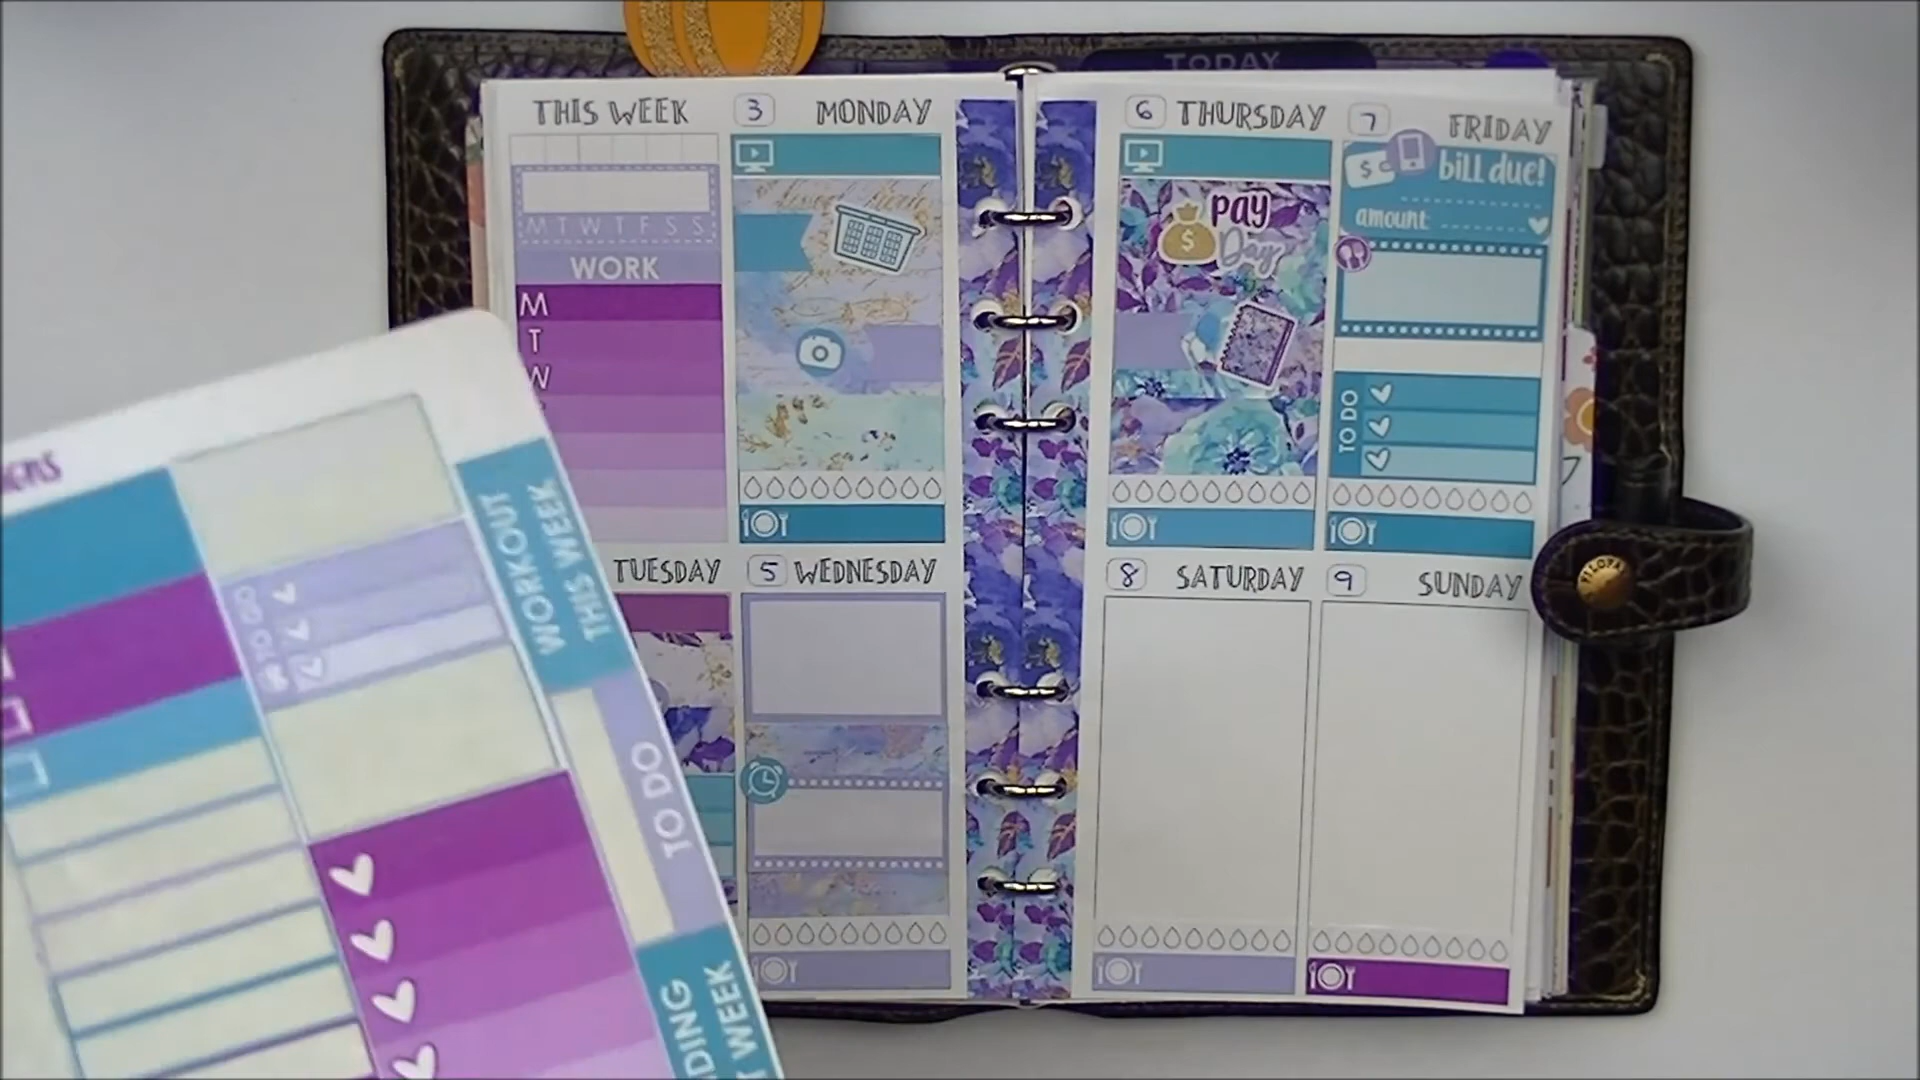 TODAY
THIS WEEK
3 MONDAY
M T W T F S S
WORK
M
T
W
TUESDAY
5 WEDNESDAY
6 THURSDAY
PAY
Day
7 FRIDAY
$
bill due!
amount
TO DO
8 SATURDAY
9 SUNDAY
FILOFAX
WORKOUT
THIS WEEK
TO DO
TO DO
WEEK